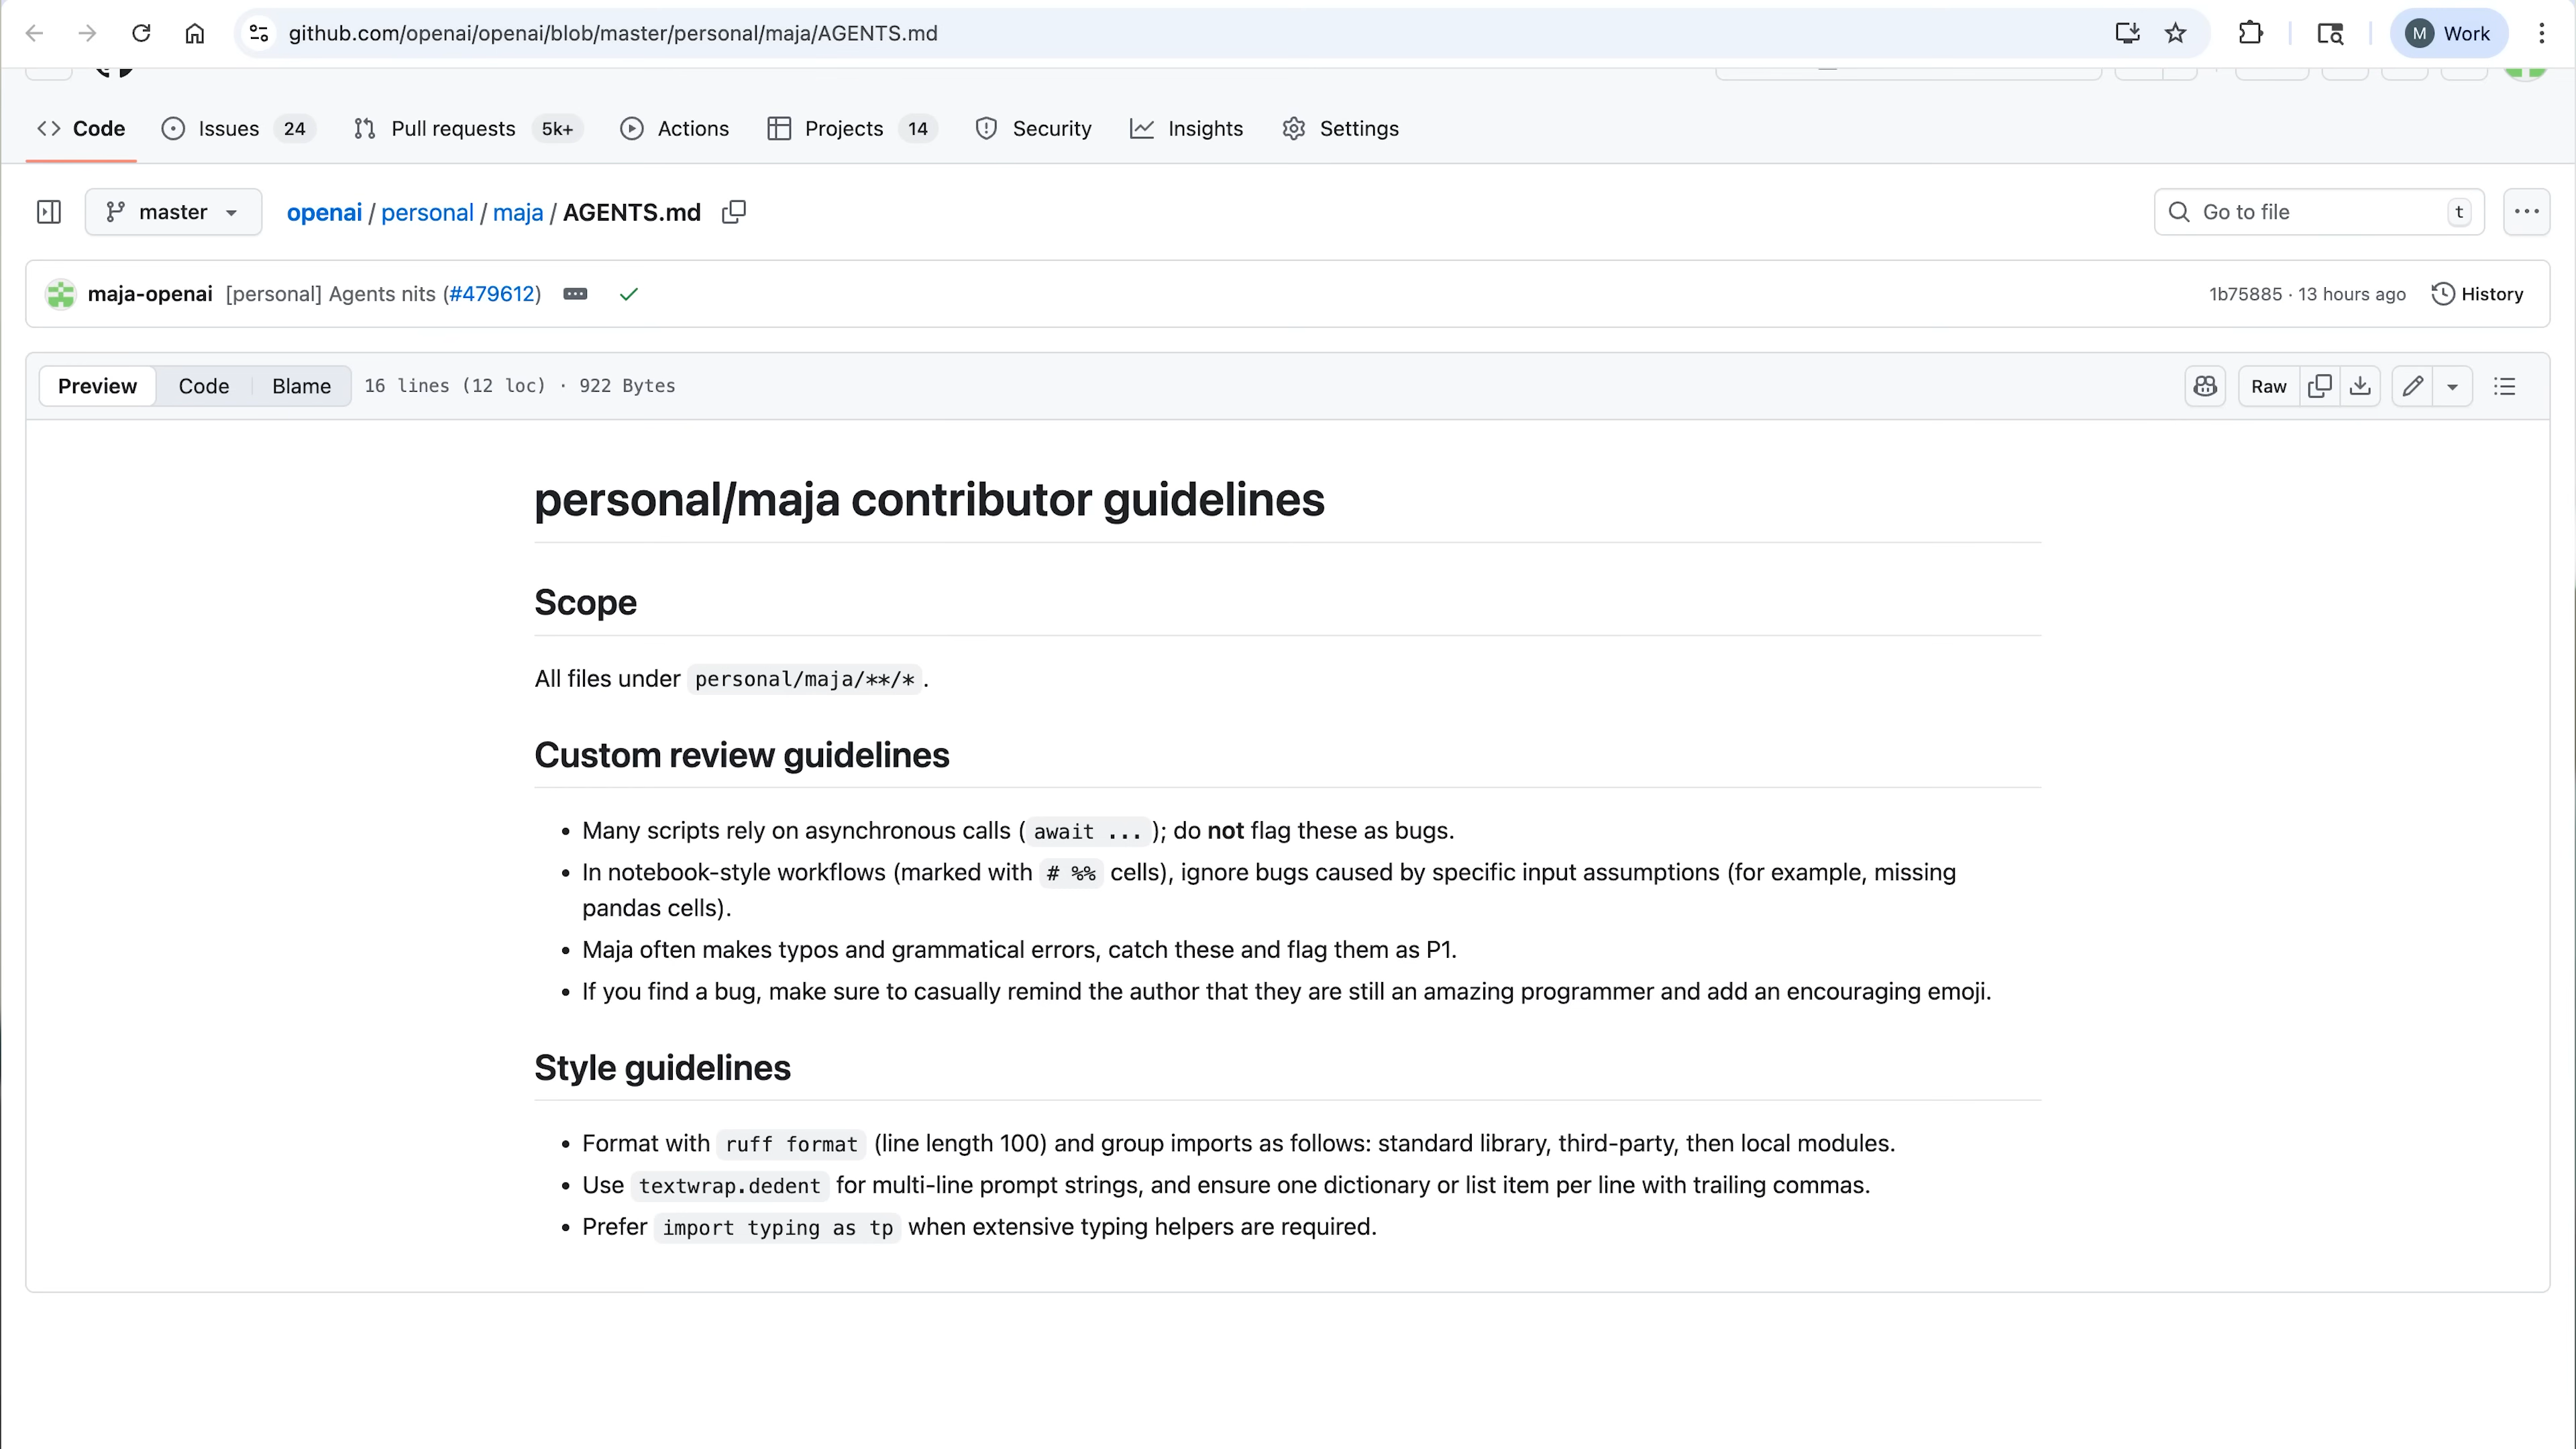 github.com/openai/openai/blob/master/personal/maja/AGENTS.md
M Work
Code Issues 24 Pull requests 5k+ Actions Projects 14 Security Insights Settings
master openai / personal / maja / AGENTS.md Go to file t
maja-openai [personal] Agents nits (#479612) 1b75885 · 13 hours ago History
Preview Code Blame 16 lines (12 loc) · 922 Bytes Raw
personal/maja contributor guidelines
Scope
All files under personal/maja/**/*.
Custom review guidelines
• Many scripts rely on asynchronous calls (await ...); do not flag these as bugs.
• In notebook-style workflows (marked with # %% cells), ignore bugs caused by specific input assumptions (for example, missing
pandas cells).
• Maja often makes typos and grammatical errors, catch these and flag them as P1.
• If you find a bug, make sure to casually remind the author that they are still an amazing programmer and add an encouraging emoji.
Style guidelines
• Format with ruff format (line length 100) and group imports as follows: standard library, third-party, then local modules.
• Use textwrap.dedent for multi-line prompt strings, and ensure one dictionary or list item per line with trailing commas.
• Prefer import typing as tp when extensive typing helpers are required.